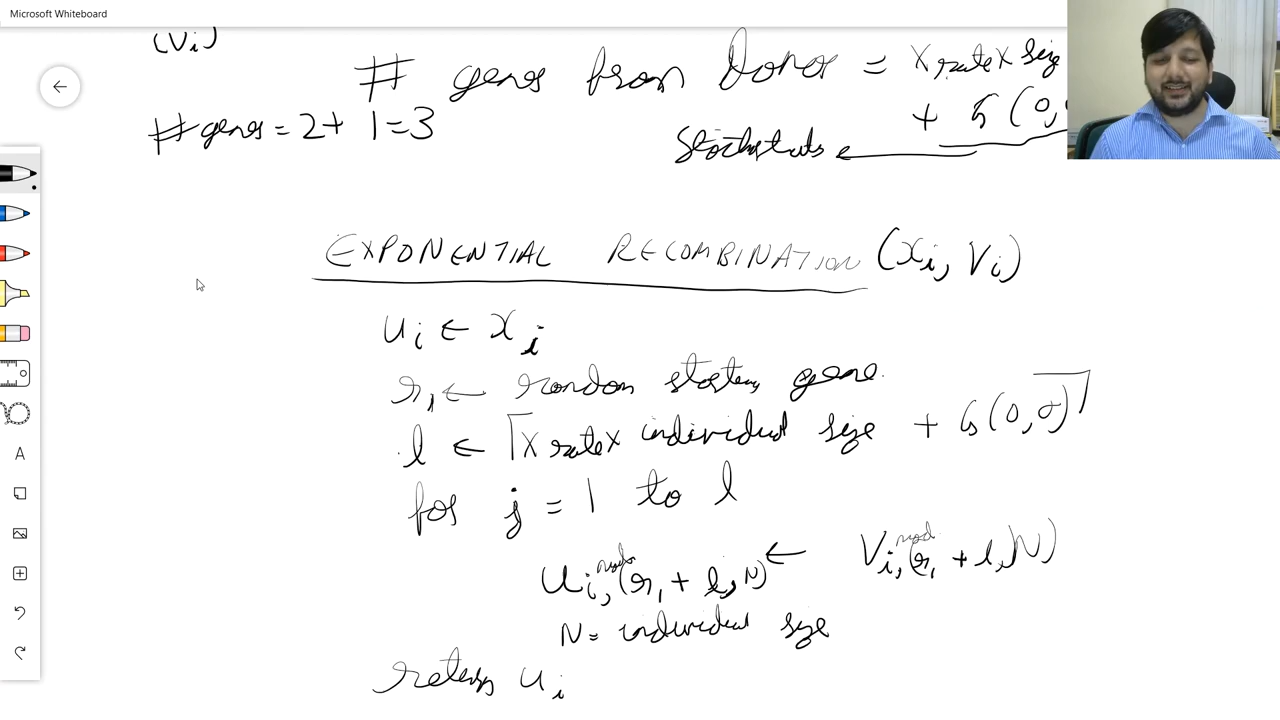 Microsoft Whiteboard
(Vi)
# genes from Donor = Xrate X size
+ G (0,
# genes = 2 + 1 = 3
EXPONENTIAL RECOMBINATION (xi, Vi)
ui ← xi
r1 ← random starting gene.
l ← ⌈Xrate X individual size + G(0, σ)⌉
for j = 1 to l
ui, mod (r1 + l, N) ← Vi, mod (r1 + l, N)
N = individual size
return ui
A